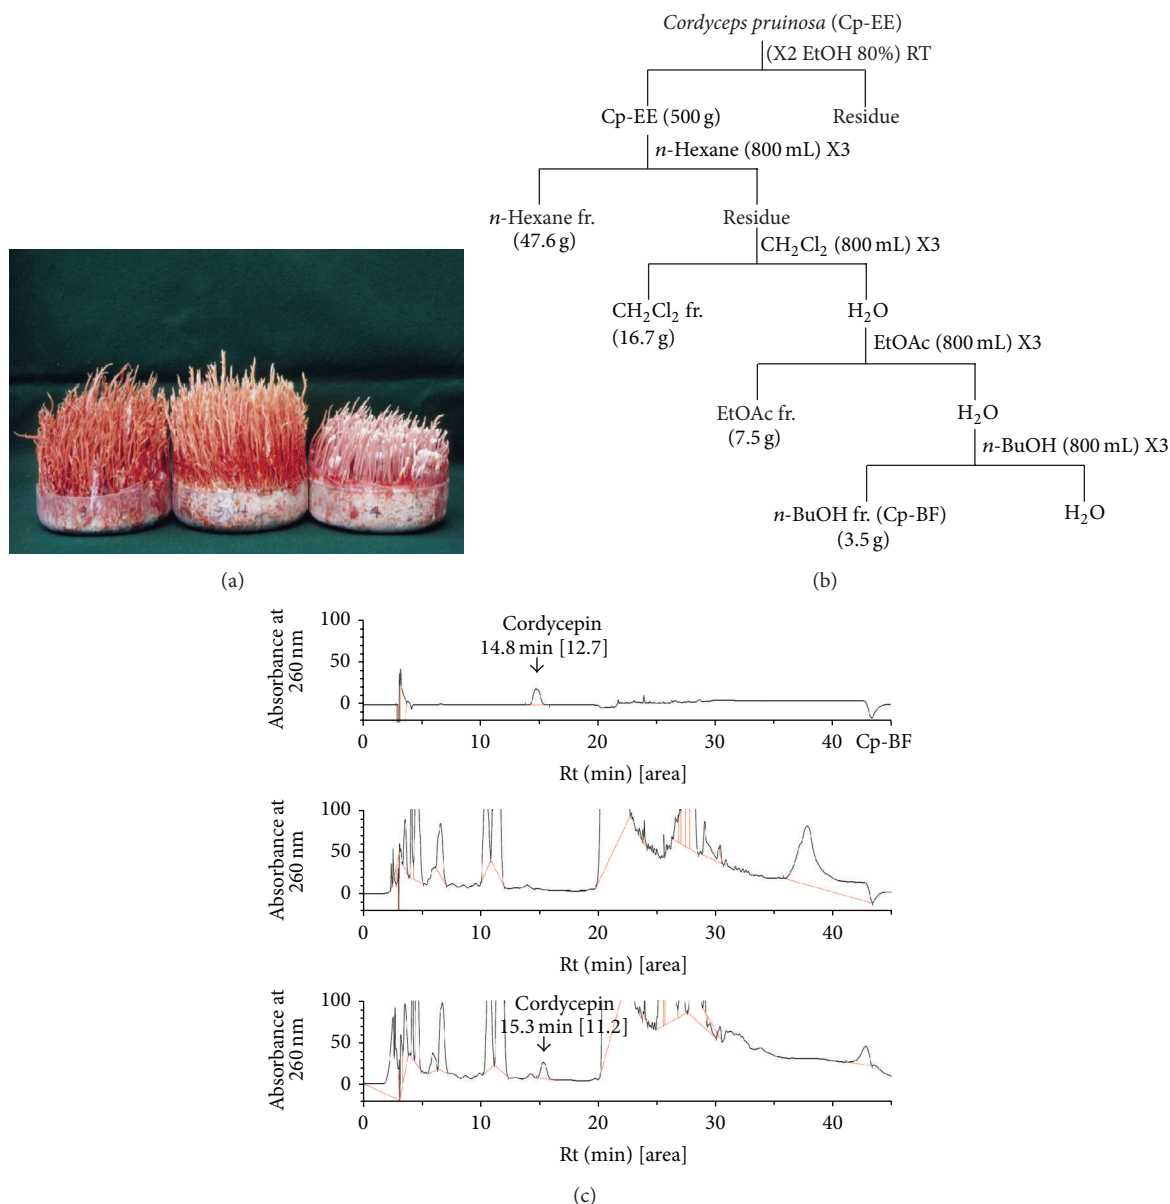 Cordyceps pruinosa (Cp-EE)
(X2 EtOH 80%) RT
Cp-EE (500 g)
Residue
n-Hexane (800 mL) X3
n-Hexane fr.
(47.6 g)
Residue
CH₂Cl₂ (800 mL) X3
CH₂Cl₂ fr.
(16.7 g)
H₂O
EtOAc (800 mL) X3
EtOAc fr.
(7.5 g)
H₂O
n-BuOH (800 mL) X3
n-BuOH fr. (Cp-BF)
(3.5 g)
H₂O
(a)
(b)
Absorbance at
260 nm
100
50
0
Cordycepin
14.8 min [12.7]
0 10 20 30 40 Cp-BF
Rt (min) [area]
Absorbance at
260 nm
100
50
0
0 10 20 30 40
Rt (min) [area]
Absorbance at
260 nm
100
50
0
Cordycepin
15.3 min [11.2]
0 10 20 30 40
Rt (min) [area]
(c)